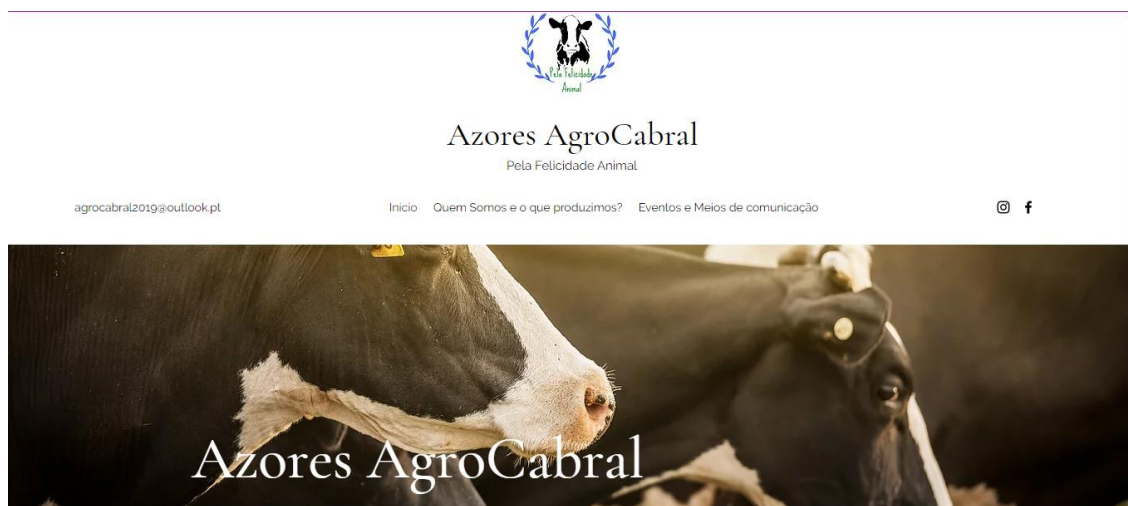 Pela Felicidade
Animal
Azores AgroCabral
Pela Felicidade Animal
agrocabral2019@outlook.pt
Início Quem Somos e o que produzimos? Eventos e Meios de comunicação
Azores AgroCabral